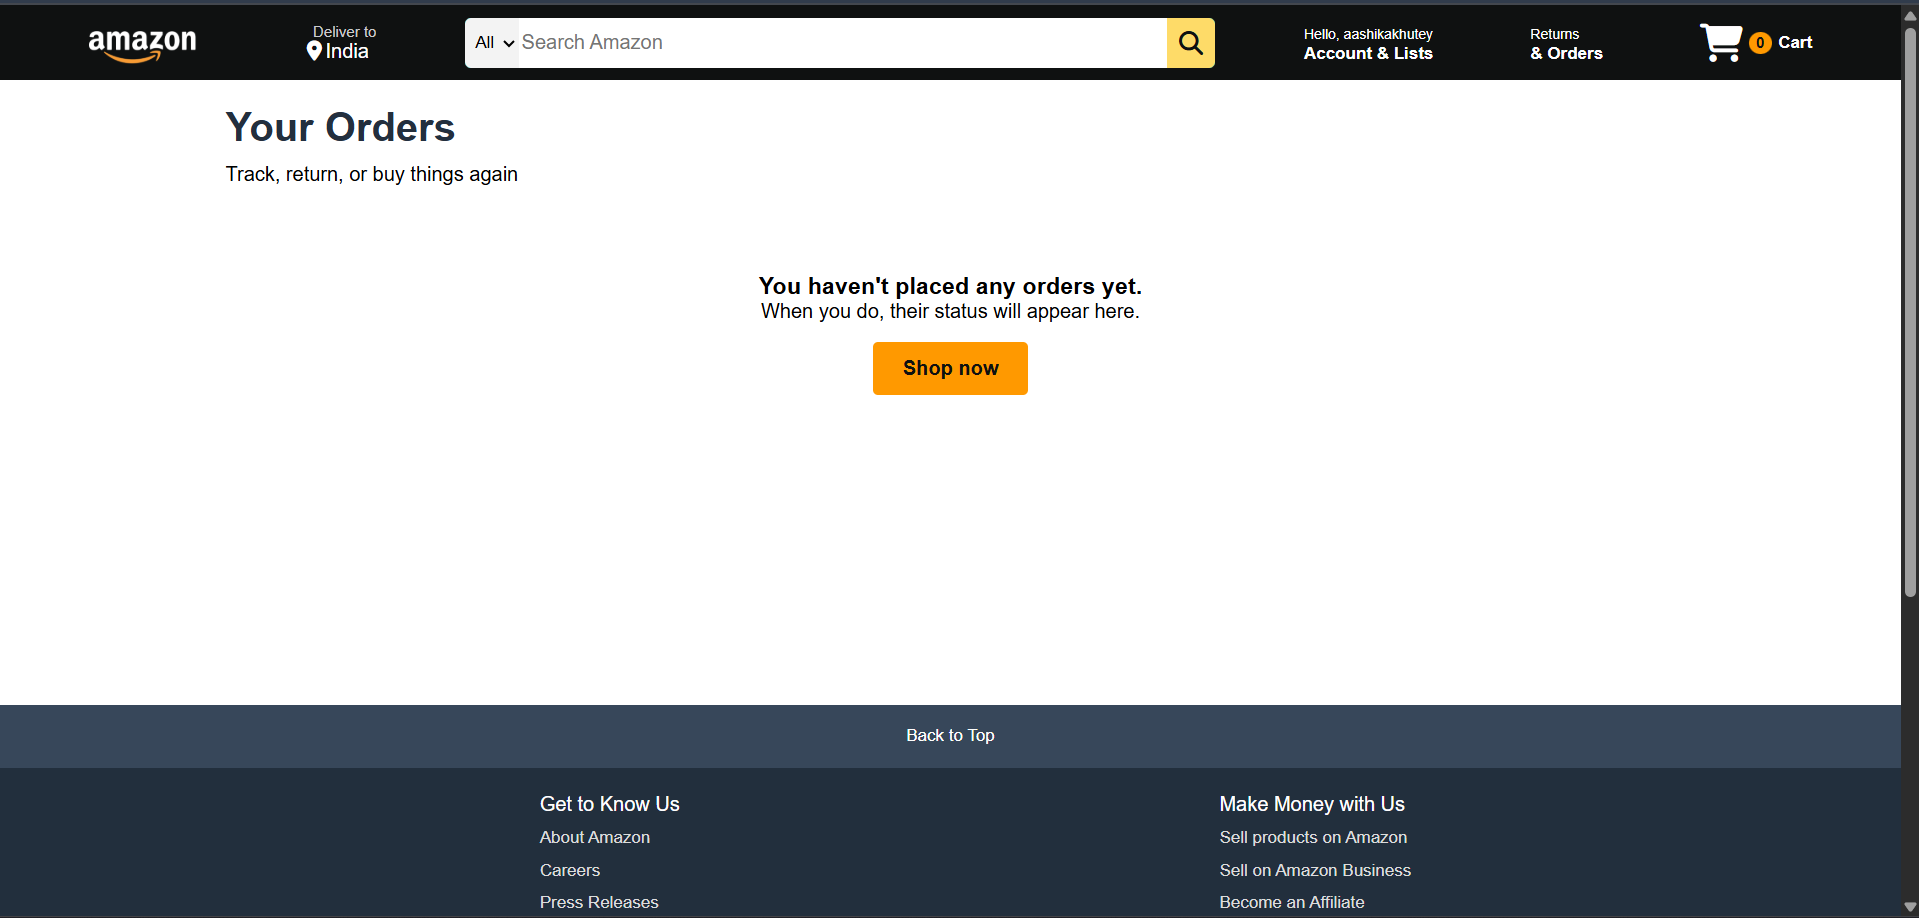 amazon
Deliver to
India
All
Search Amazon
Hello, aashikakhutey
Account & Lists
Returns
& Orders
0
Cart
Your Orders
Track, return, or buy things again
You haven't placed any orders yet.
When you do, their status will appear here.
Shop now
Back to Top
Get to Know Us
About Amazon
Careers
Press Releases
Make Money with Us
Sell products on Amazon
Sell on Amazon Business
Become an Affiliate